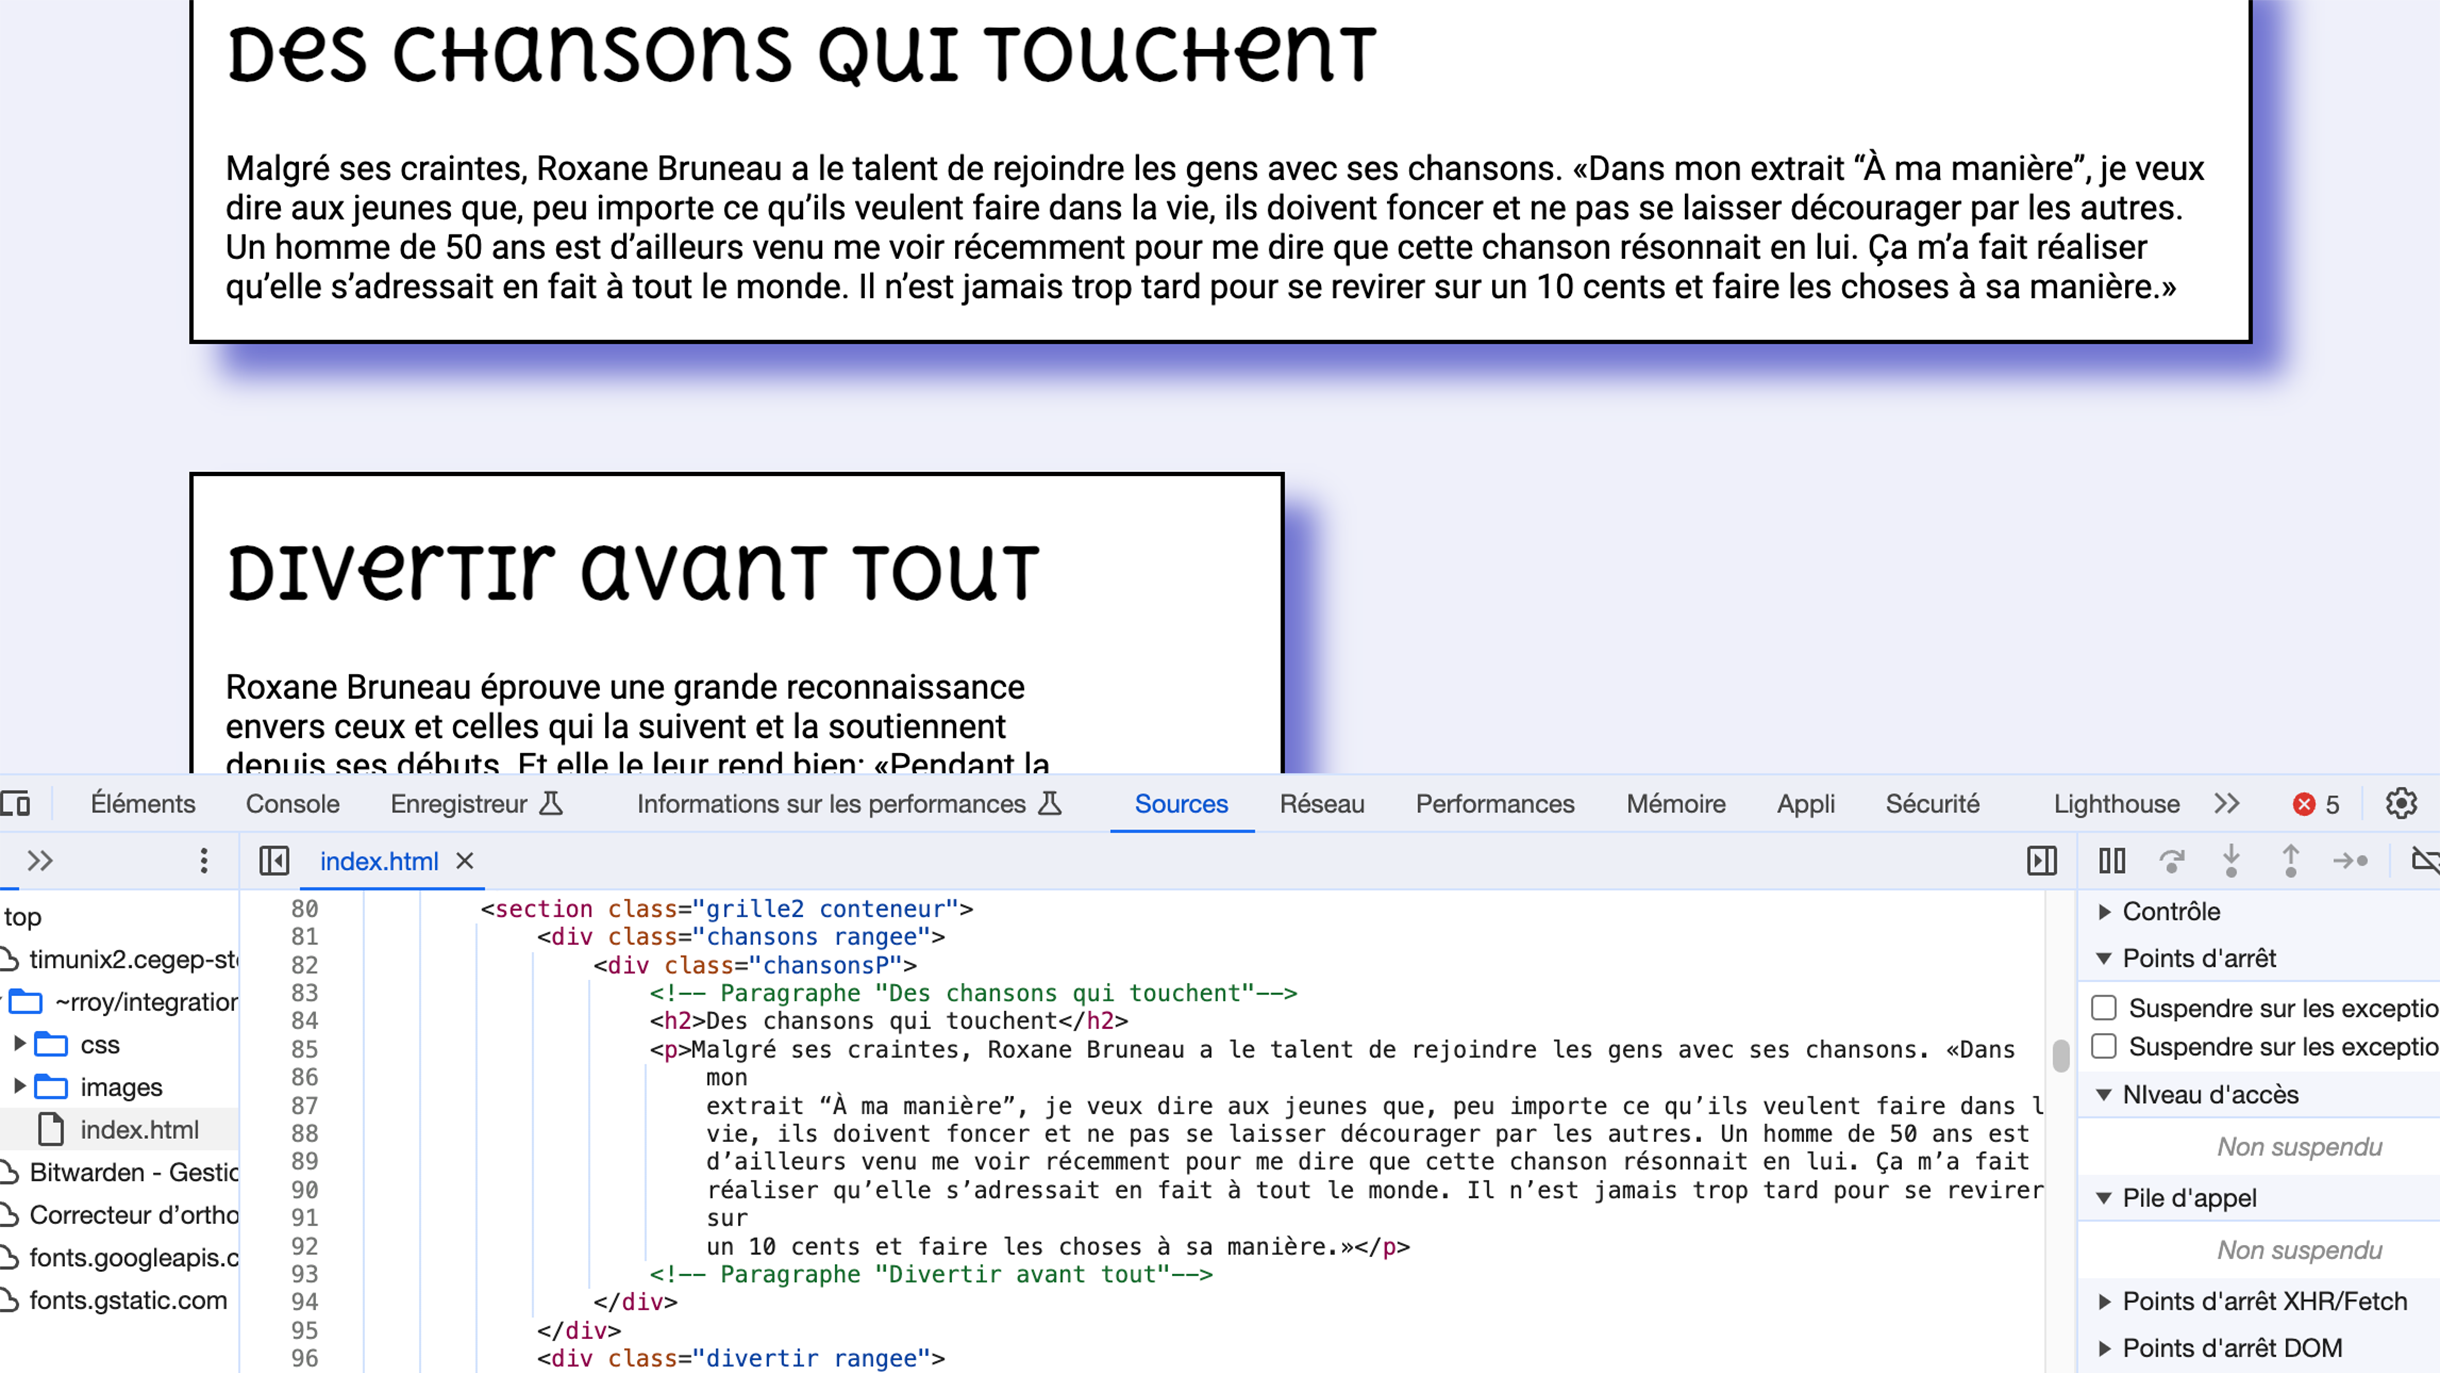 Des chansons qui touchent
Malgré ses craintes, Roxane Bruneau a le talent de rejoindre les gens avec ses chansons. «Dans mon extrait “À ma manière”, je veux
dire aux jeunes que, peu importe ce qu’ils veulent faire dans la vie, ils doivent foncer et ne pas se laisser décourager par les autres.
Un homme de 50 ans est d’ailleurs venu me voir récemment pour me dire que cette chanson résonnait en lui. Ça m’a fait réaliser
qu’elle s’adressait en fait à tout le monde. Il n’est jamais trop tard pour se revirer sur un 10 cents et faire les choses à sa manière.»
Divertir avant tout
Roxane Bruneau éprouve une grande reconnaissance
envers ceux et celles qui la suivent et la soutiennent
depuis ses débuts. Et elle le leur rend bien: «Pendant la
Éléments Console Enregistreur Informations sur les performances Sources Réseau Performances Mémoire Appli Sécurité Lighthouse 5
index.html
top
timunix2.cegep-st
~rroy/integration
css
images
index.html
Bitwarden - Gestio
Correcteur d’ortho
fonts.googleapis.c
fonts.gstatic.com
80 <section class="grille2 conteneur">
81 <div class="chansons rangee">
82 <div class="chansonsP">
83 <!-- Paragraphe "Des chansons qui touchent"-->
84 <h2>Des chansons qui touchent</h2>
85 <p>Malgré ses craintes, Roxane Bruneau a le talent de rejoindre les gens avec ses chansons. «Dans
86 mon
87 extrait “À ma manière”, je veux dire aux jeunes que, peu importe ce qu’ils veulent faire dans l
88 vie, ils doivent foncer et ne pas se laisser décourager par les autres. Un homme de 50 ans est
89 d’ailleurs venu me voir récemment pour me dire que cette chanson résonnait en lui. Ça m’a fait
90 réaliser qu’elle s’adressait en fait à tout le monde. Il n’est jamais trop tard pour se revirer
91 sur
92 un 10 cents et faire les choses à sa manière.»</p>
93 <!-- Paragraphe "Divertir avant tout"-->
94 </div>
95 </div>
96 <div class="divertir rangee">
Contrôle
Points d'arrêt
Suspendre sur les exceptio
Suspendre sur les exceptio
NIveau d'accès
Non suspendu
Pile d'appel
Non suspendu
Points d'arrêt XHR/Fetch
Points d'arrêt DOM